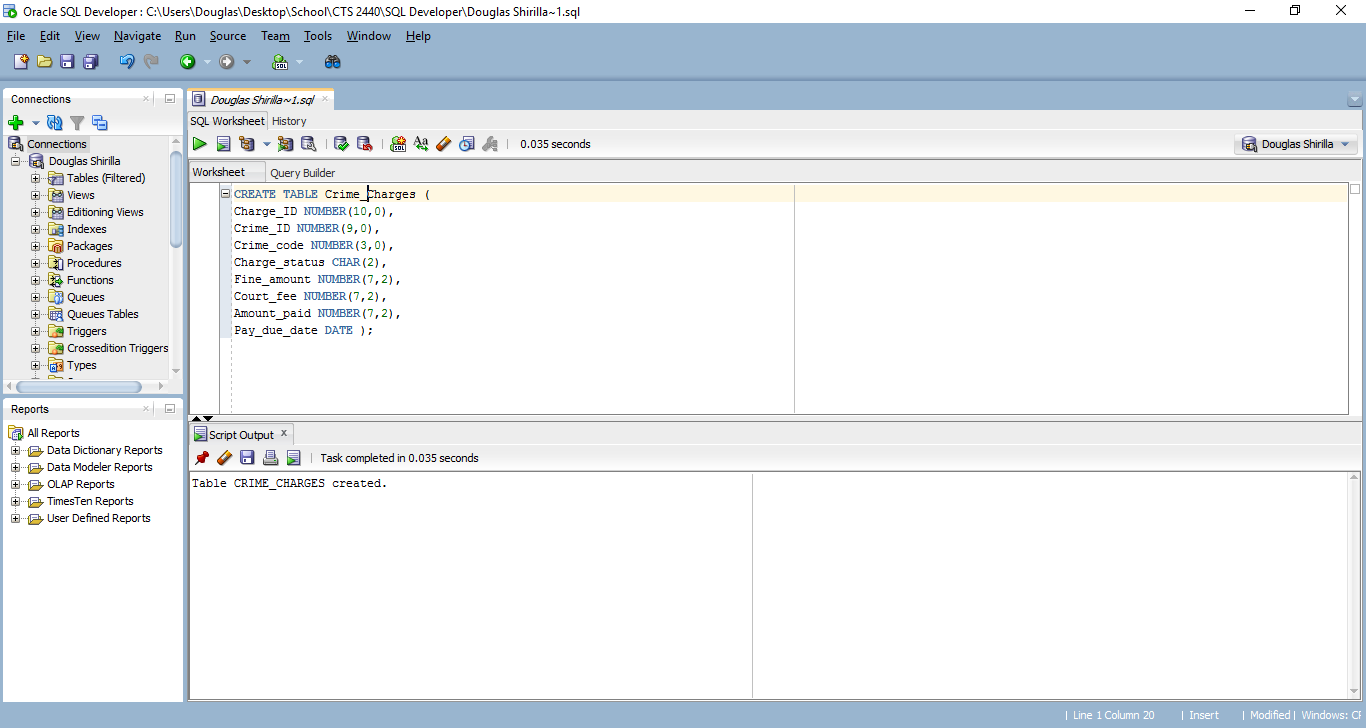 Oracle SQL Developer : C:\Users\Douglas\Desktop\School\CTS 2440\SQL Developer\Douglas Shirilla~1.sql
File Edit View Navigate Run Source Team Tools Window Help
Connections
Connections
Douglas Shirilla
Tables (Filtered)
Views
Editioning Views
Indexes
Packages
Procedures
Functions
Queues
Queues Tables
Triggers
Crossedition Triggers
Types
Reports
All Reports
Data Dictionary Reports
Data Modeler Reports
OLAP Reports
TimesTen Reports
User Defined Reports
Douglas Shirilla~1.sql
SQL Worksheet History
0.035 seconds
Douglas Shirilla
Worksheet Query Builder
CREATE TABLE Crime_Charges (
Charge_ID NUMBER(10,0),
Crime_ID NUMBER(9,0),
Crime_code NUMBER(3,0),
Charge_status CHAR(2),
Fine_amount NUMBER(7,2),
Court_fee NUMBER(7,2),
Amount_paid NUMBER(7,2),
Pay_due_date DATE );
Script Output
Task completed in 0.035 seconds
Table CRIME_CHARGES created.
| Line 1 Column 20 | Insert | Modified | Windows: